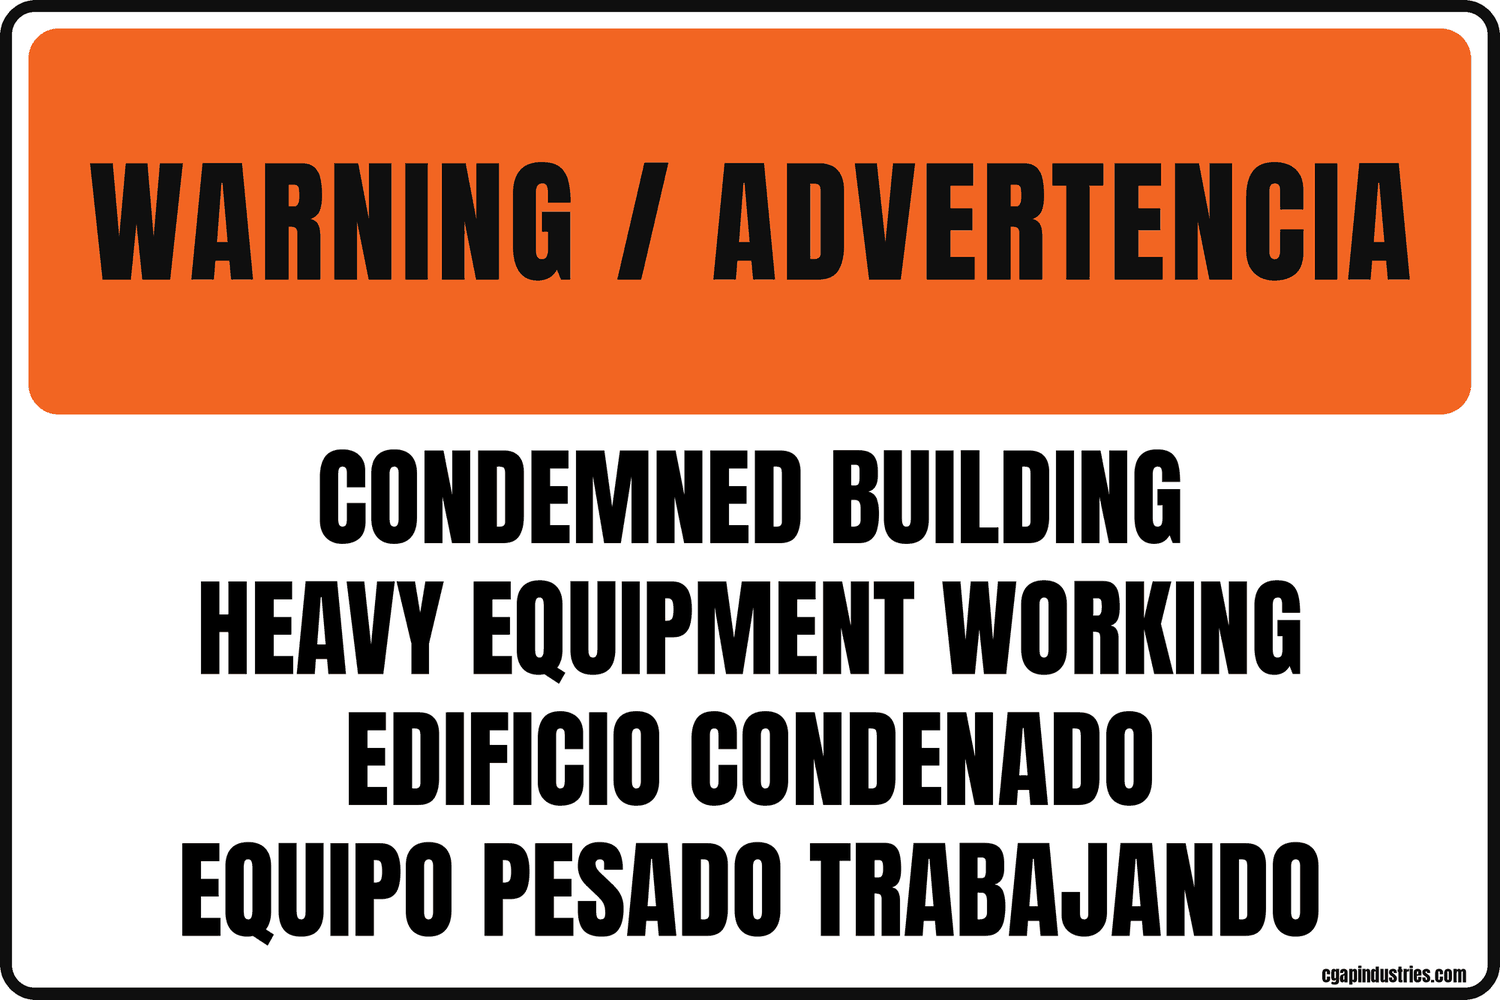 WARNING / ADVERTENCIA
CONDEMNED BUILDING
HEAVY EQUIPMENT WORKING
EDIFICIO CONDENADO
EQUIPO PESADO TRABAJANDO
cgapindustries.com